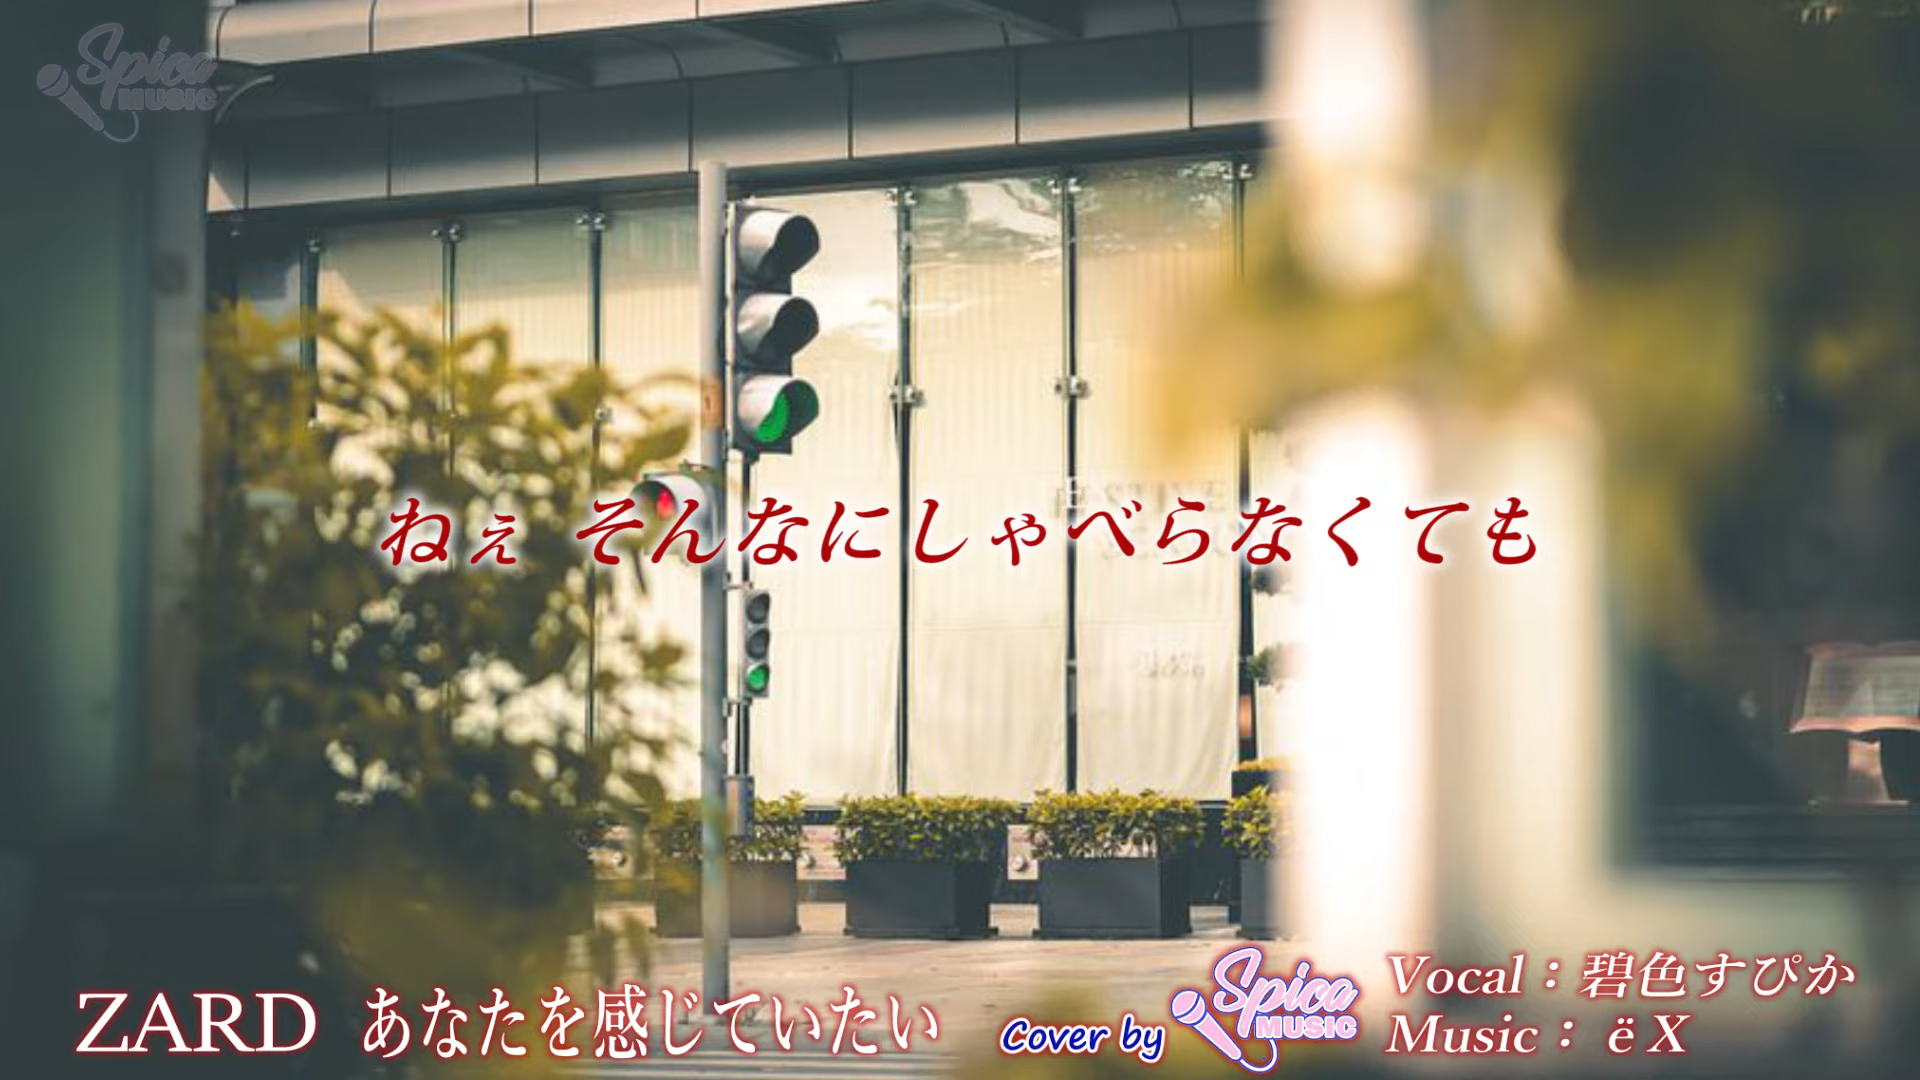 Spica
MUSIC
ねぇ そんなにしゃべらなくても
ZARD あなたを感じていたい
Cover by
Spica
MUSIC
Vocal：碧色すぴか
Music： ëX